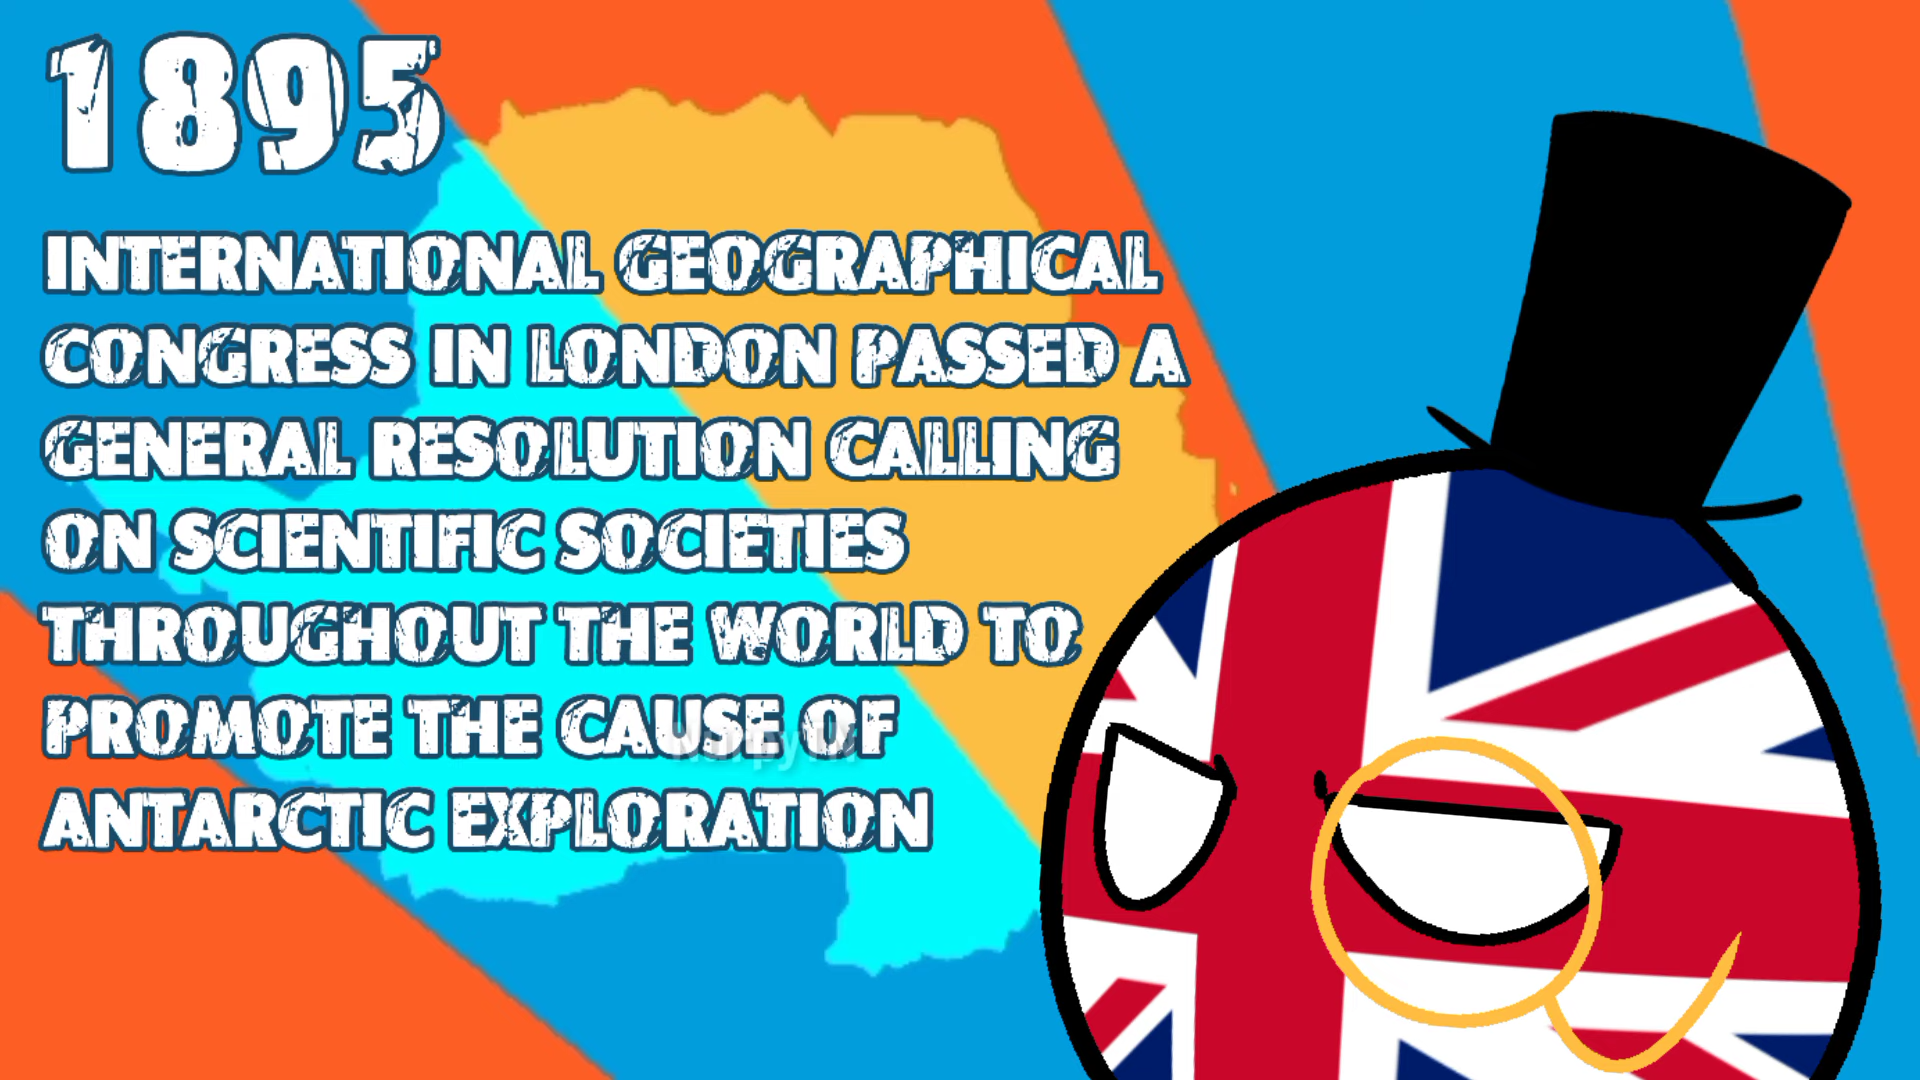 1895
INTERNATIONAL GEOGRAPHICAL
CONGRESS IN LONDON PASSED A
GENERAL RESOLUTION CALLING
ON SCIENTIFIC SOCIETIES
THROUGHOUT THE WORLD TO
PROMOTE THE CAUSE OF
ANTARCTIC EXPLORATION